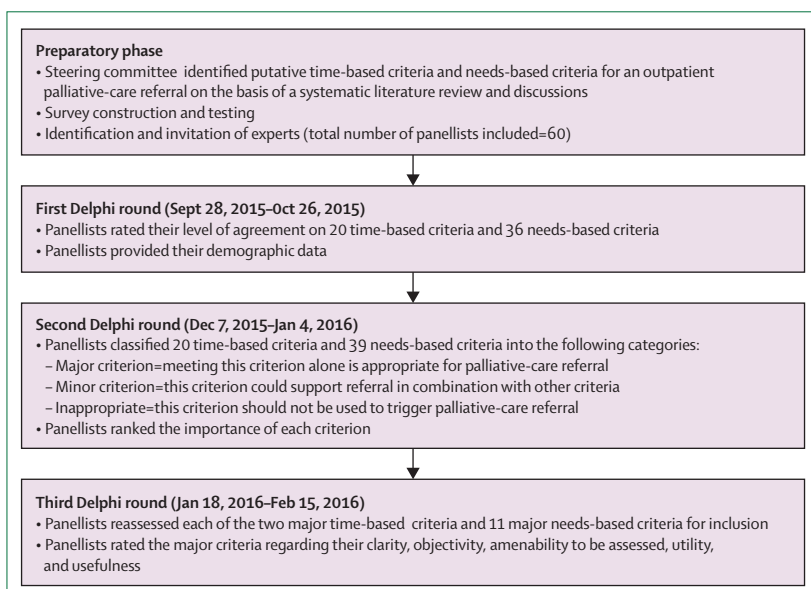 Preparatory phase
• Steering committee identified putative time-based criteria and needs-based criteria for an outpatient
palliative-care referral on the basis of a systematic literature review and discussions
• Survey construction and testing
• Identification and invitation of experts (total number of panellists included=60)
First Delphi round (Sept 28, 2015–Oct 26, 2015)
• Panellists rated their level of agreement on 20 time-based criteria and 36 needs-based criteria
• Panellists provided their demographic data
Second Delphi round (Dec 7, 2015–Jan 4, 2016)
• Panellists classified 20 time-based criteria and 39 needs-based criteria into the following categories:
– Major criterion=meeting this criterion alone is appropriate for palliative-care referral
– Minor criterion=this criterion could support referral in combination with other criteria
– Inappropriate=this criterion should not be used to trigger palliative-care referral
• Panellists ranked the importance of each criterion
Third Delphi round (Jan 18, 2016–Feb 15, 2016)
• Panellists reassessed each of the two major time-based criteria and 11 major needs-based criteria for inclusion
• Panellists rated the major criteria regarding their clarity, objectivity, amenability to be assessed, utility,
and usefulness